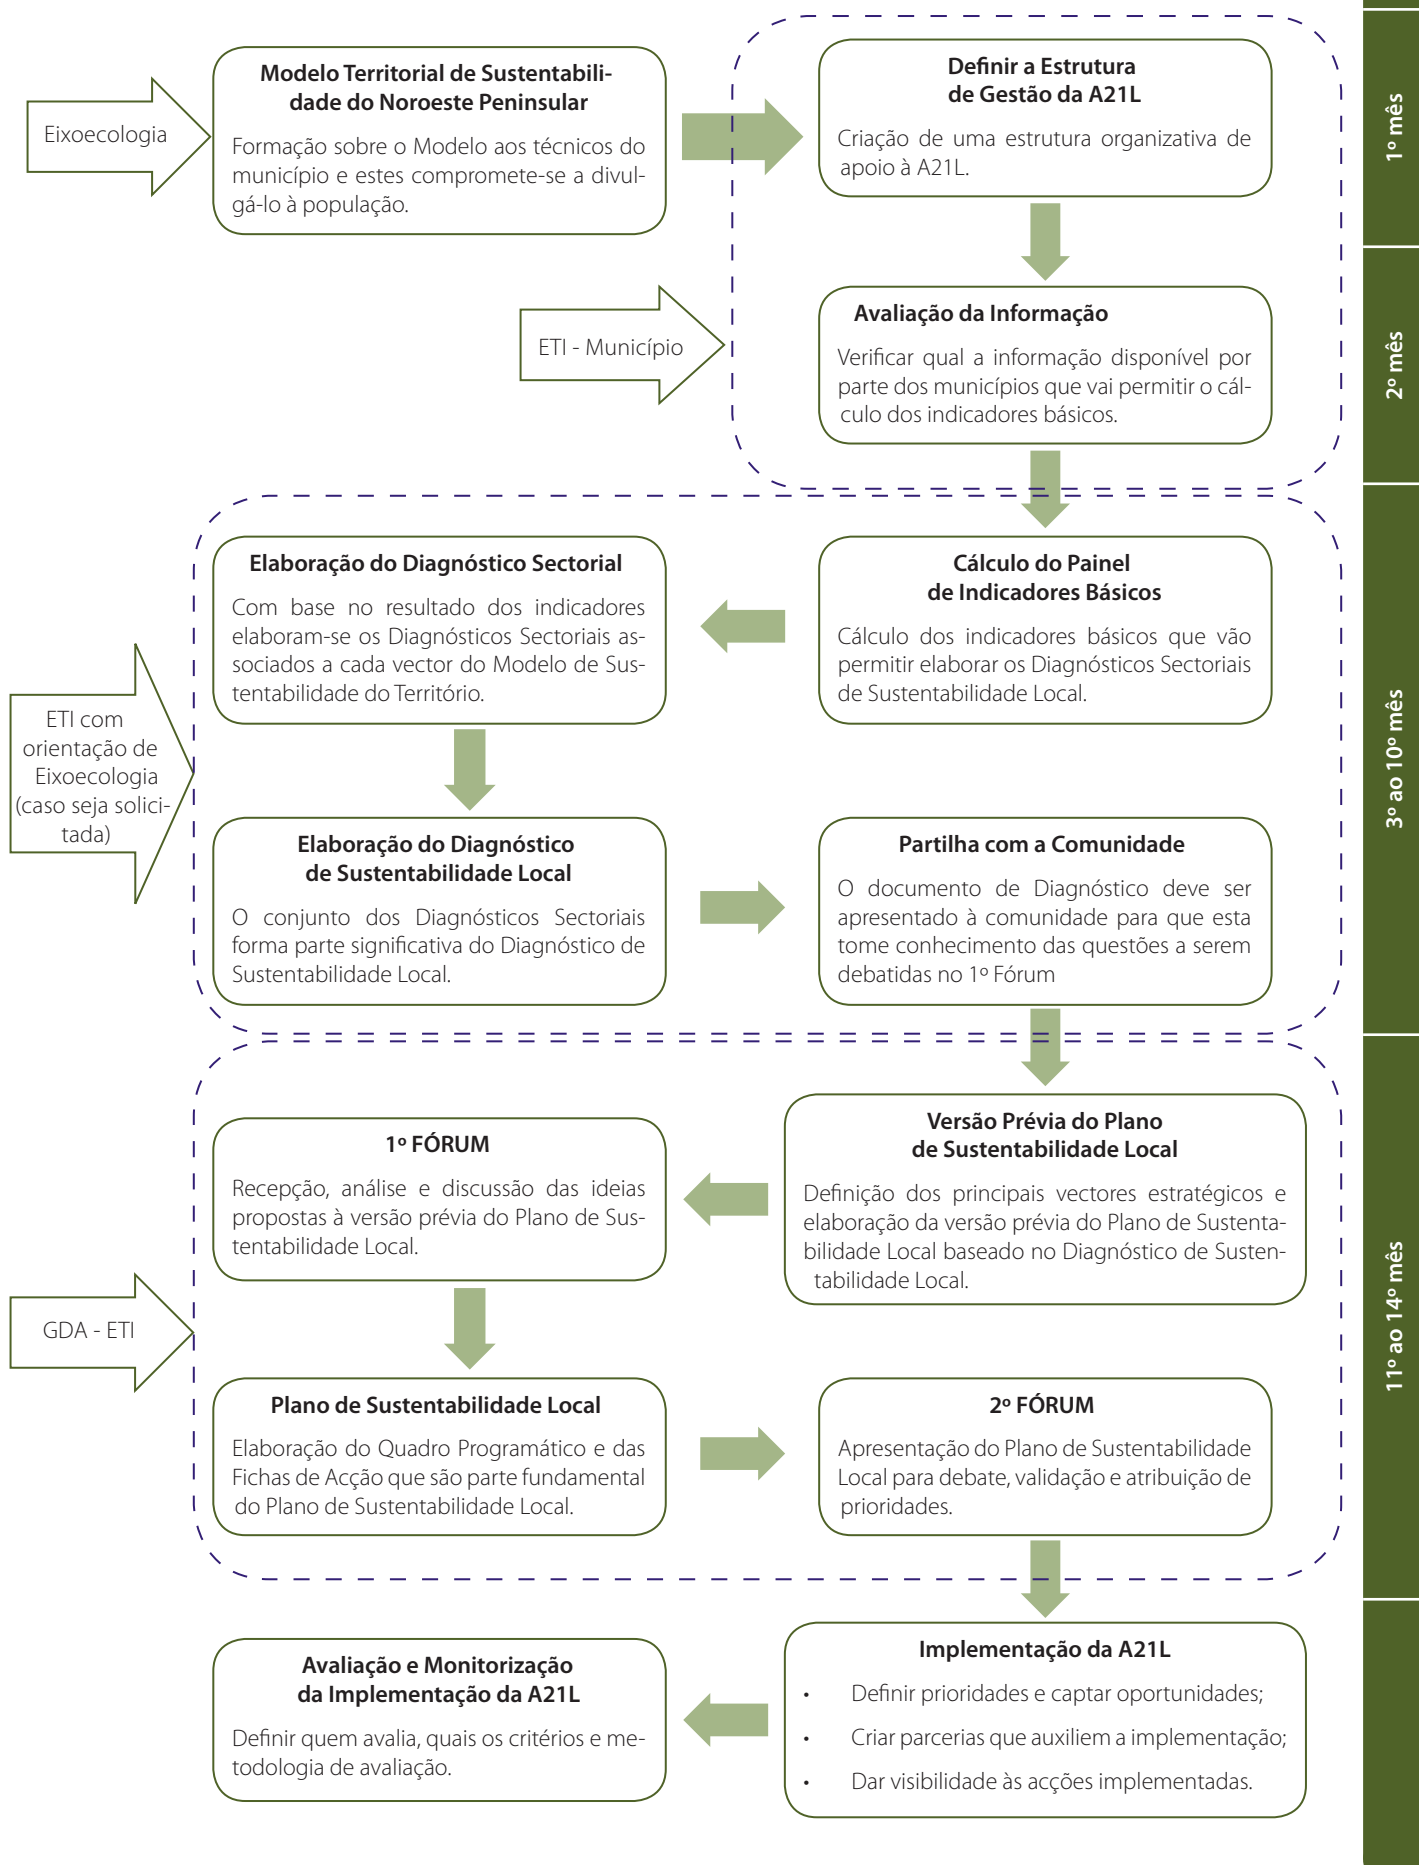 Eixoecologia
Modelo Territorial de Sustentabili-
dade do Noroeste Peninsular
Formação sobre o Modelo aos técnicos do
município e estes compromete-se a divul-
gá-lo à população.
Definir a Estrutura
de Gestão da A21L
Criação de uma estrutura organizativa de
apoio à A21L.
1º mês
ETI - Município
Avaliação da Informação
Verificar qual a informação disponível por
parte dos municípios que vai permitir o cál-
culo dos indicadores básicos.
2º mês
ETI com
orientação de
Eixoecologia
(caso seja solici-
tada)
Cálculo do Painel
de Indicadores Básicos
Cálculo dos indicadores básicos que vão
permitir elaborar os Diagnósticos Sectoriais
de Sustentabilidade Local.
Elaboração do Diagnóstico Sectorial
Com base no resultado dos indicadores
elaboram-se os Diagnósticos Sectoriais as-
sociados a cada vector do Modelo de Sus-
tentabilidade do Território.
Elaboração do Diagnóstico
de Sustentabilidade Local
O conjunto dos Diagnósticos Sectoriais
forma parte significativa do Diagnóstico de
Sustentabilidade Local.
Partilha com a Comunidade
O documento de Diagnóstico deve ser
apresentado à comunidade para que esta
tome conhecimento das questões a serem
debatidas no 1º Fórum
3º ao 10º mês
GDA - ETI
Versão Prévia do Plano
de Sustentabilidade Local
Definição dos principais vectores estratégicos e
elaboração da versão prévia do Plano de Sustenta-
bilidade Local baseado no Diagnóstico de Susten-
tabilidade Local.
1º FÓRUM
Recepção, análise e discussão das ideias
propostas à versão prévia do Plano de Sus-
tentabilidade Local.
Plano de Sustentabilidade Local
Elaboração do Quadro Programático e das
Fichas de Acção que são parte fundamental
do Plano de Sustentabilidade Local.
2º FÓRUM
Apresentação do Plano de Sustentabilidade
Local para debate, validação e atribuição de
prioridades.
11º ao 14º mês
Implementação da A21L
• Definir prioridades e captar oportunidades;
• Criar parcerias que auxiliem a implementação;
• Dar visibilidade às acções implementadas.
Avaliação e Monitorização
da Implementação da A21L
Definir quem avalia, quais os critérios e me-
todologia de avaliação.